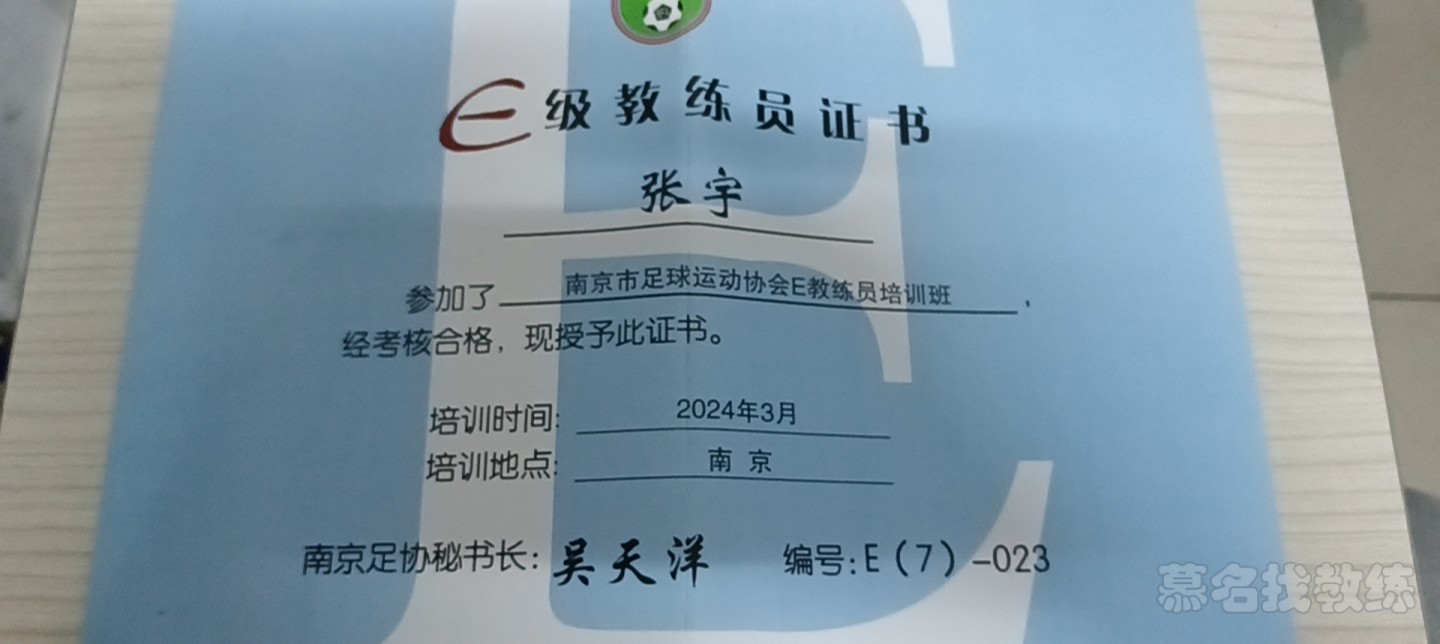 E级教练员证书
张宇
参加了南京市足球运动协会E教练员培训班，
经考核合格，现授予此证书。
培训时间：2024年3月
培训地点：南 京
南京足协秘书长：吴天洋 编号：E（7）-023
慕名找教练